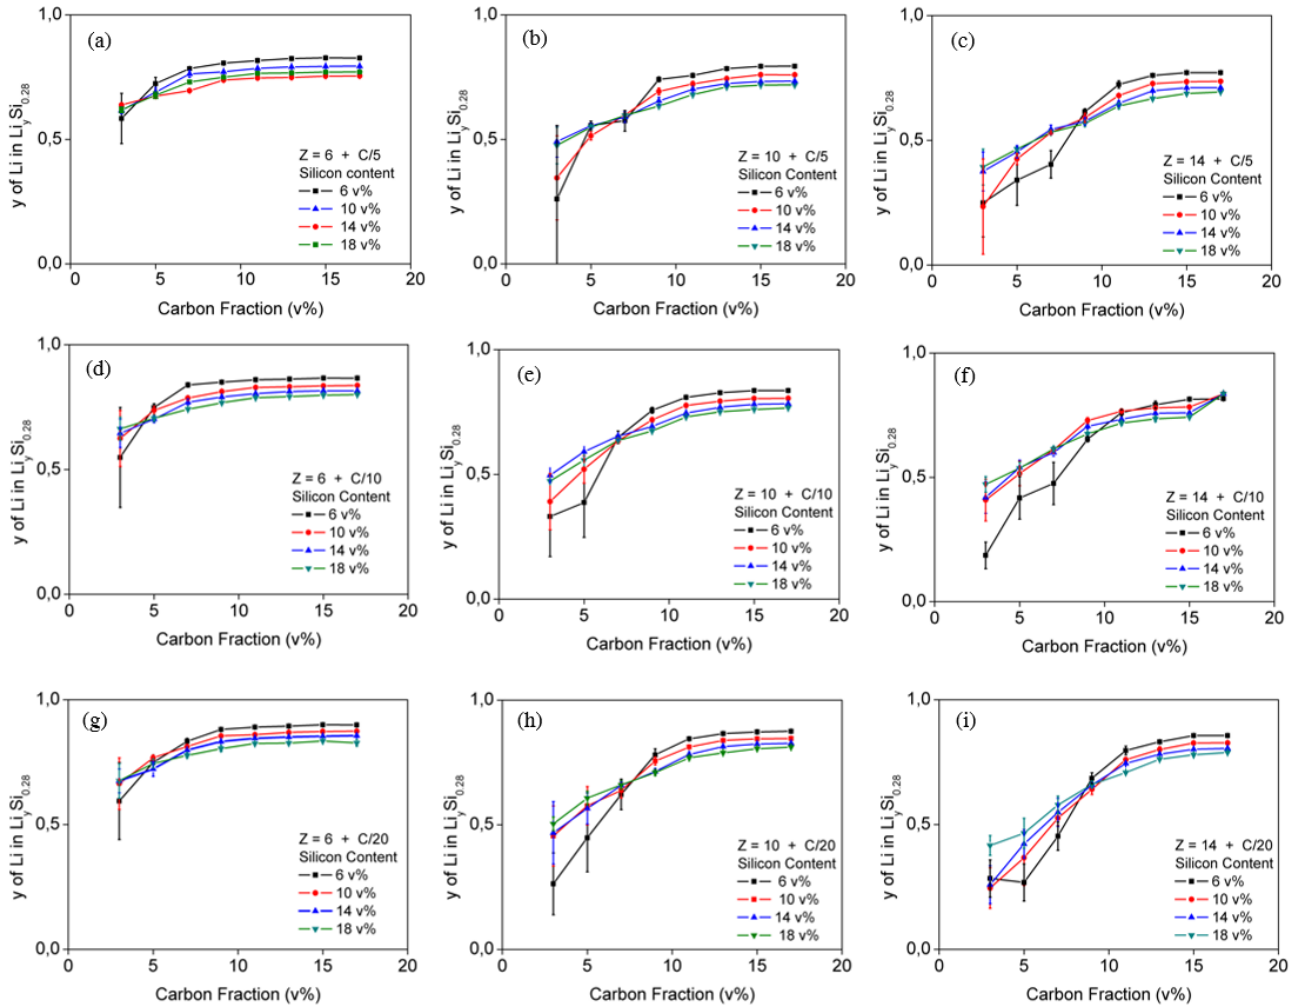 (a)
y of Li in LiySi0.28
1,0
0,5
0,0
Z = 6 + C/5
Silicon Content
6 v%
10 v%
14 v%
18 v%
0 5 10 15 20
Carbon Fraction (v%)
(b)
y of Li in LiySi0.28
1,0
0,5
0,0
Z = 10 + C/5
Silicon Content
6 v%
10 v%
14 v%
18 v%
0 5 10 15 20
Carbon Fraction (v%)
(c)
y of Li in LiySi0.28
1,0
0,5
0,0
Z = 14 + C/5
Silicon Content
6 v%
10 v%
14 v%
18 v%
0 5 10 15 20
Carbon Fraction (v%)
(d)
y of Li in LiySi0.28
1,0
0,5
0,0
Z = 6 + C/10
Silicon Content
6 v%
10 v%
14 v%
18 v%
0 5 10 15 20
Carbon Fraction (v%)
(e)
y of Li in LiySi0.28
1,0
0,5
0,0
Z = 10 + C/10
Silicon Content
6 v%
10 v%
14 v%
18 v%
0 5 10 15 20
Carbon Fraction (v%)
(f)
y of Li in LiySi0.28
1,0
0,5
0,0
Z = 14 + C/10
Silicon Content
6 v%
10 v%
14 v%
18 v%
0 5 10 15 20
Carbon Fraction (v%)
(g)
y of Li in LiySi0.28
1,0
0,5
0,0
Z = 6 + C/20
Silicon Content
6 v%
10 v%
14 v%
18 v%
0 5 10 15 20
Carbon Fraction (v%)
(h)
y of Li in LiySi0.28
1,0
0,5
0,0
Z = 10 + C/20
Silicon Content
6 v%
10 v%
14 v%
18 v%
0 5 10 15 20
Carbon Fraction (v%)
(i)
y of Li in LiySi0.28
1,0
0,5
0,0
Z = 14 + C/20
Silicon Content
6 v%
10 v%
14 v%
18 v%
0 5 10 15 20
Carbon Fraction (v%)